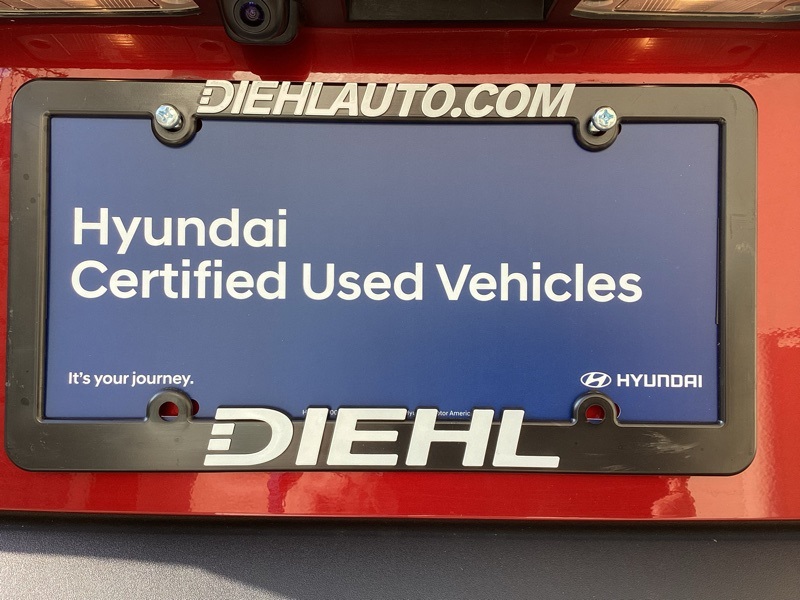 DIEHLAUTO.COM
Hyundai
Certified Used Vehicles
It's your journey.
HYUNDAI
DIEHL